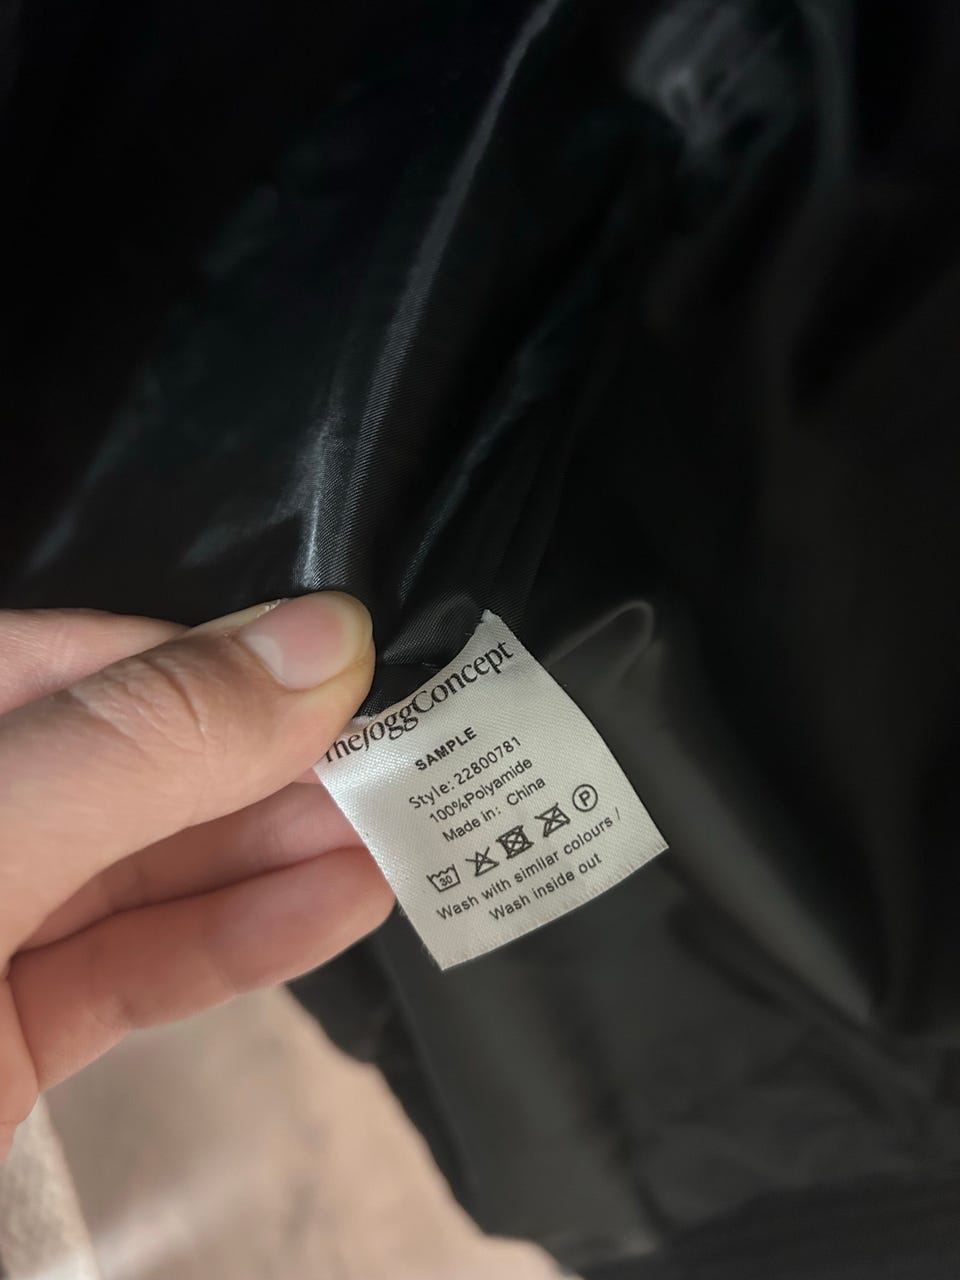 TheJoggConcept
SAMPLE
Style: 22800781
100%Polyamide
Made in: China
30 P
Wash with similar colours /
Wash inside out